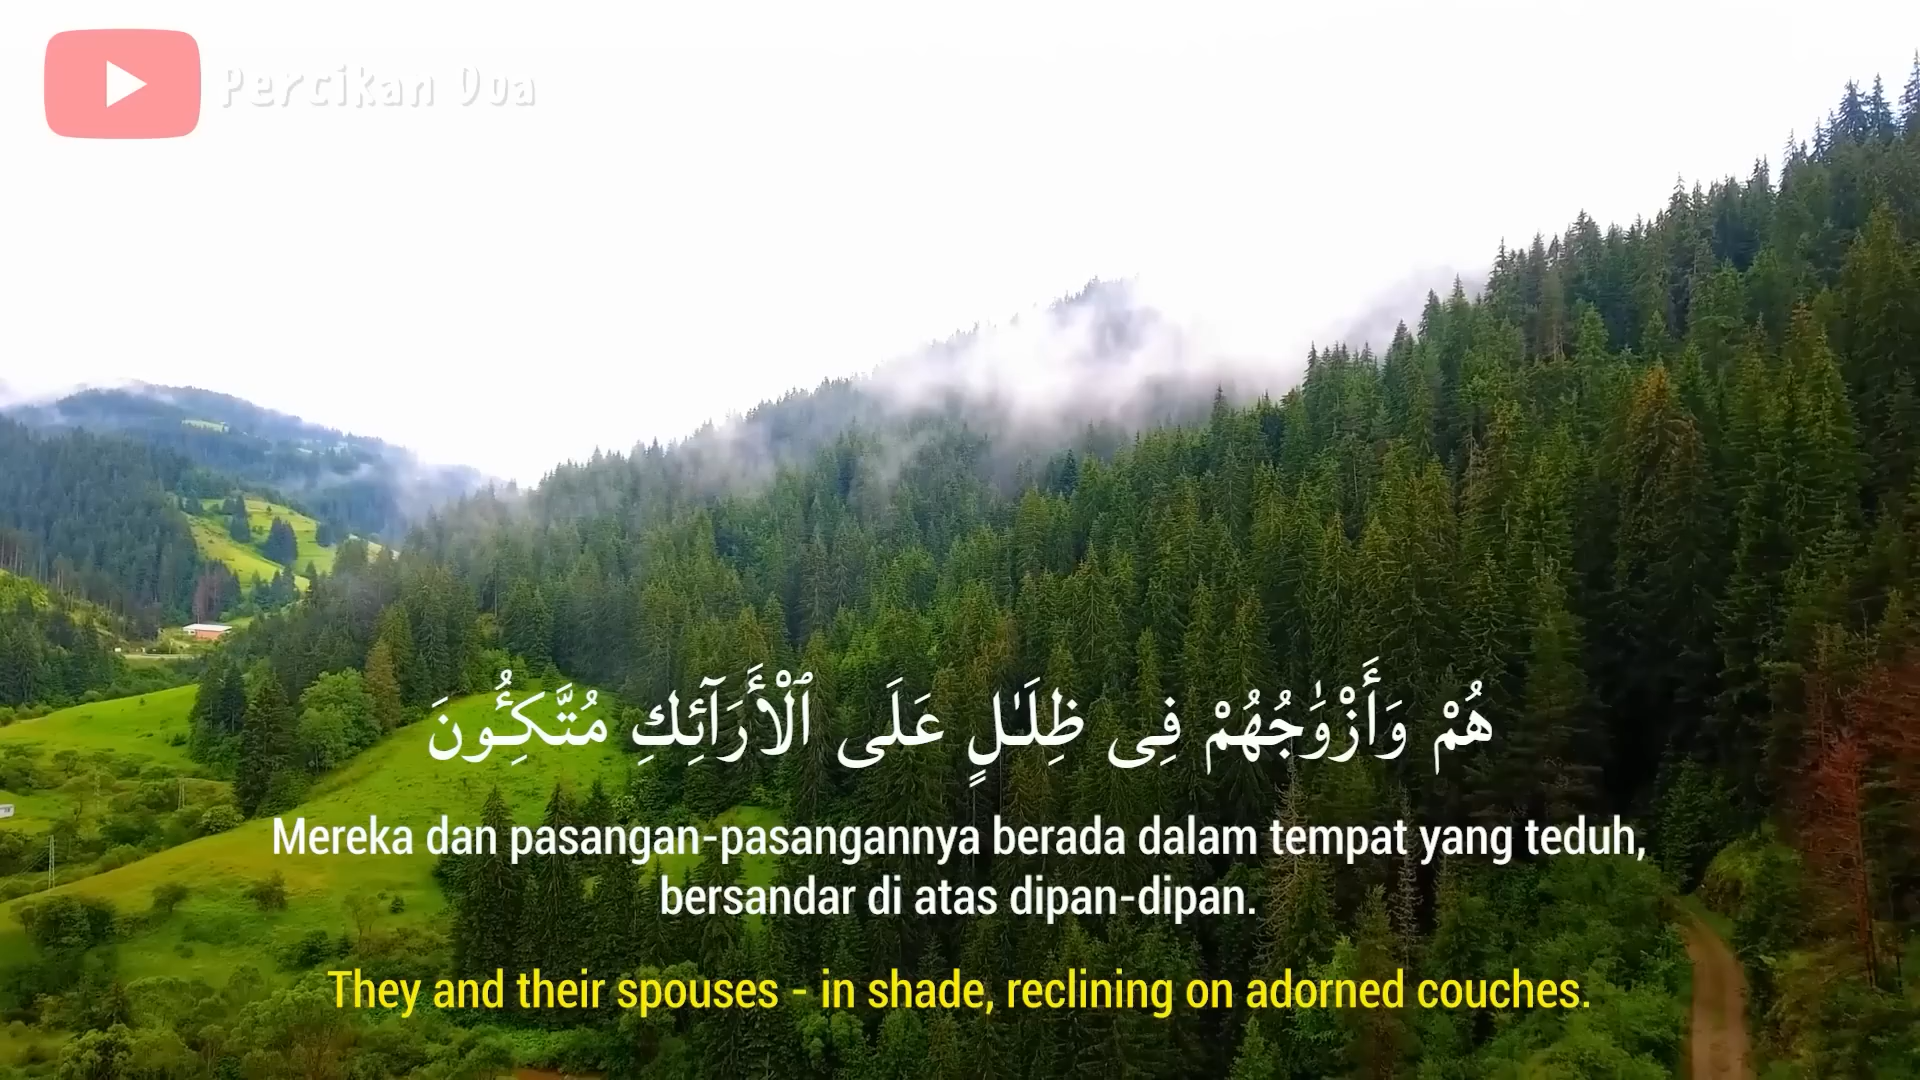 Percikan Doa
هُمْ وَأَزْوَٰجُهُمْ فِى ظِلَـٰلٍ عَلَى ٱلْأَرَآئِكِ مُتَّكِـُٔونَ
Mereka dan pasangan-pasangannya berada dalam tempat yang teduh,
bersandar di atas dipan-dipan.
They and their spouses - in shade, reclining on adorned couches.